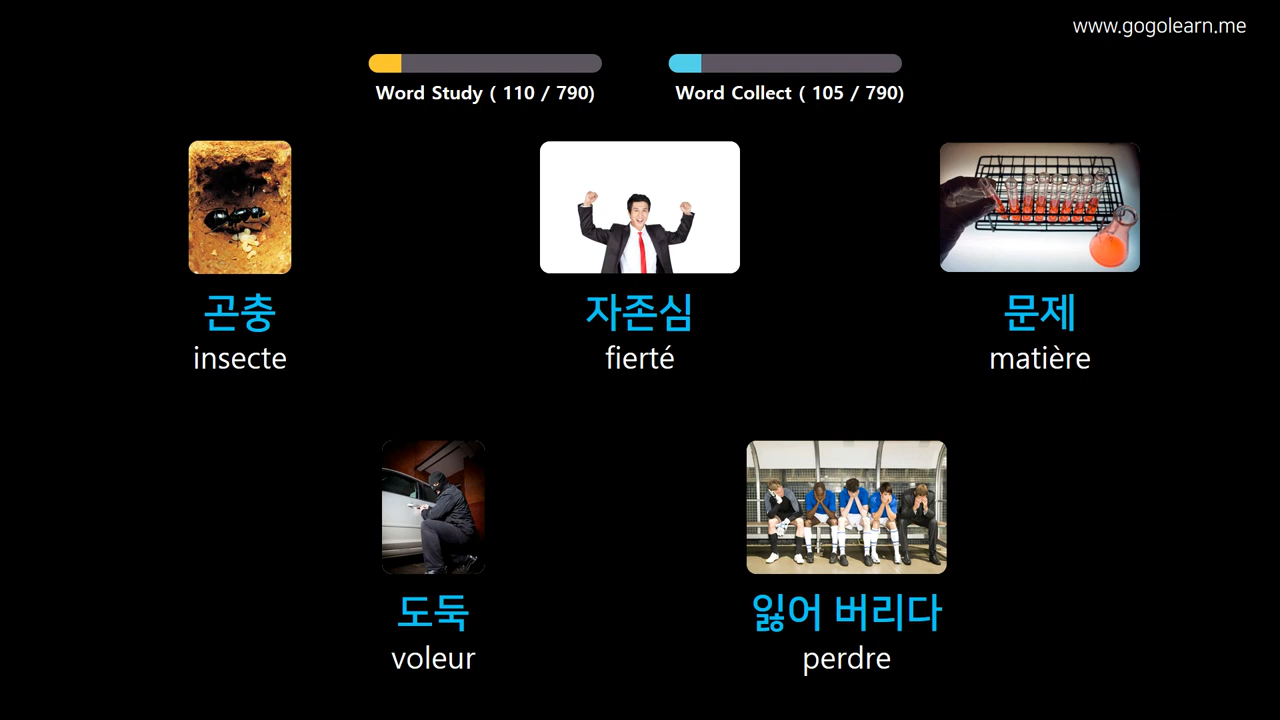 www.gogolearn.me
Word Study ( 110 / 790)
Word Collect ( 105 / 790)
곤충
insecte
자존심
fierté
문제
matière
도둑
voleur
잃어 버리다
perdre